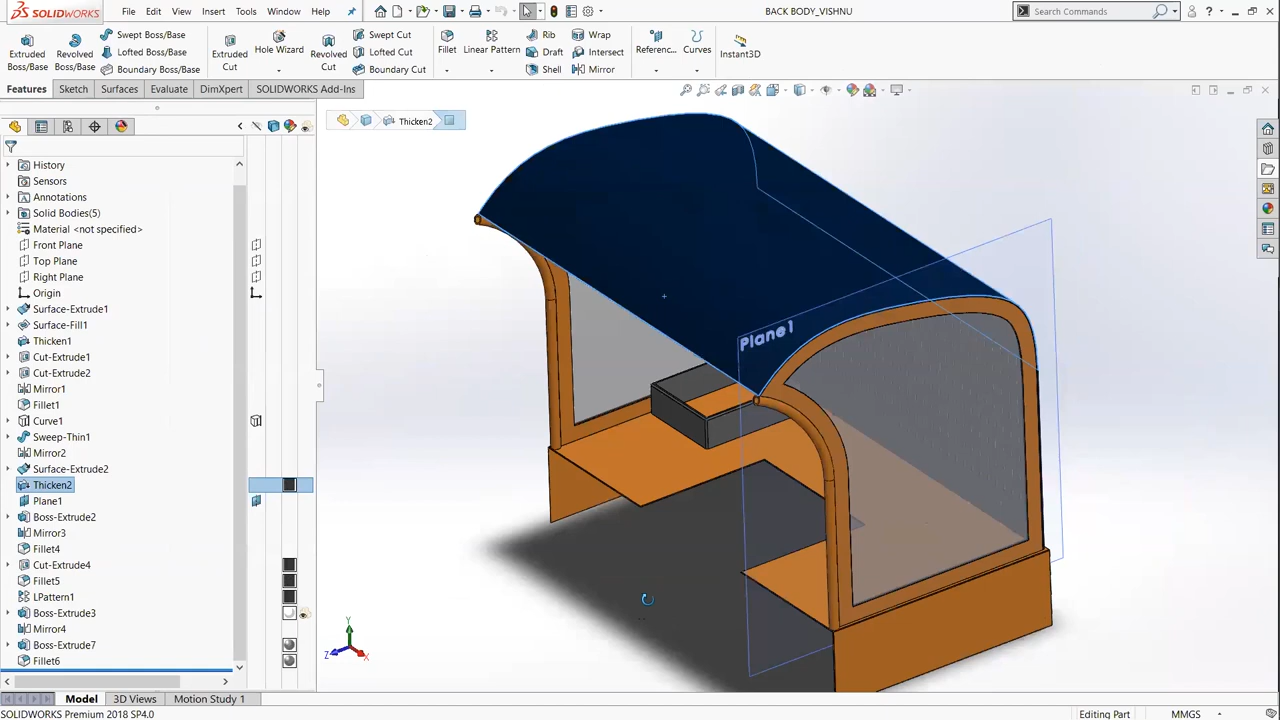 SOLIDWORKS File Edit View Insert Tools Window Help BACK BODY_VISHNU Search Commands ?
Extruded Boss/Base Revolved Boss/Base Swept Boss/Base Lofted Boss/Base Boundary Boss/Base Extruded Cut Hole Wizard Revolved Cut Swept Cut Lofted Cut Boundary Cut Fillet Linear Pattern Rib Draft Shell Wrap Intersect Mirror Referenc... Curves Instant3D
Features Sketch Surfaces Evaluate DimXpert SOLIDWORKS Add-Ins
Thicken2
History
Sensors
Annotations
Solid Bodies(5)
Material <not specified>
Front Plane
Top Plane
Right Plane
Origin
Surface-Extrude1
Surface-Fill1
Thicken1
Cut-Extrude1
Cut-Extrude2
Mirror1
Fillet1
Curve1
Sweep-Thin1
Mirror2
Surface-Extrude2
Thicken2
Plane1
Boss-Extrude2
Mirror3
Fillet4
Cut-Extrude4
Fillet5
LPattern1
Boss-Extrude3
Mirror4
Boss-Extrude7
Fillet6
Plane1
Y
Z X
Model 3D Views Motion Study 1
SOLIDWORKS Premium 2018 SP4.0 Editing Part MMGS